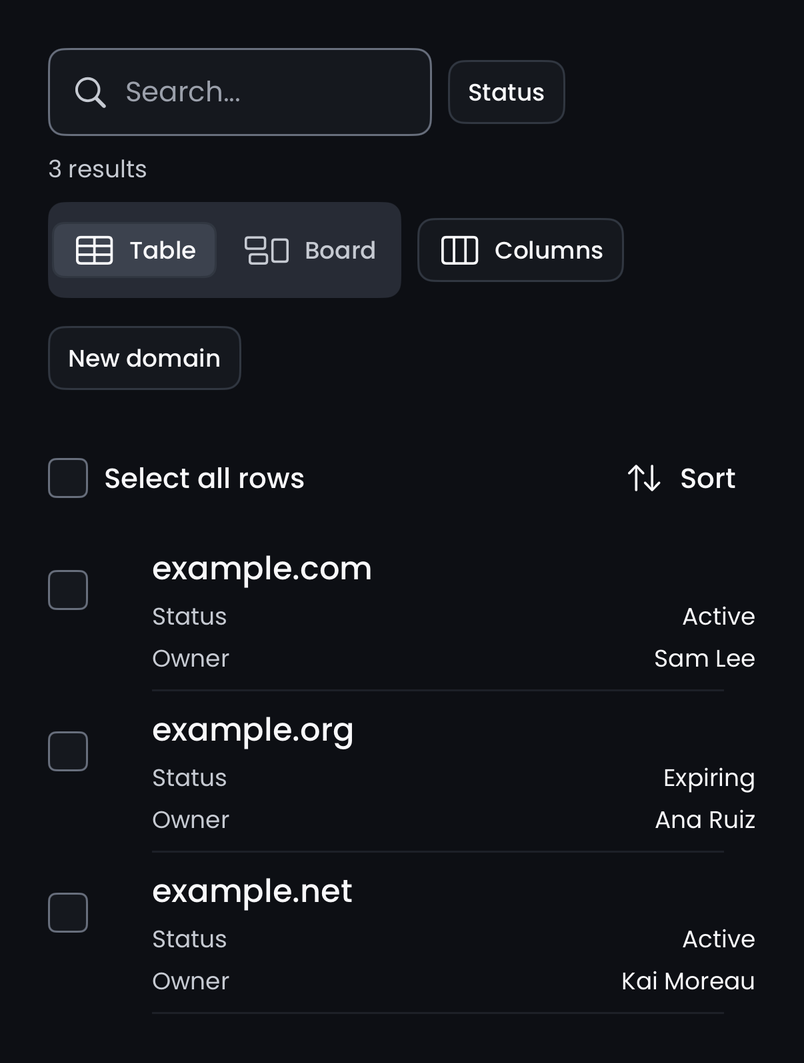 Search...
Status
3 results
Table
Board
Columns
New domain
Select all rows
Sort
example.com
Status Active
Owner Sam Lee
example.org
Status Expiring
Owner Ana Ruiz
example.net
Status Active
Owner Kai Moreau